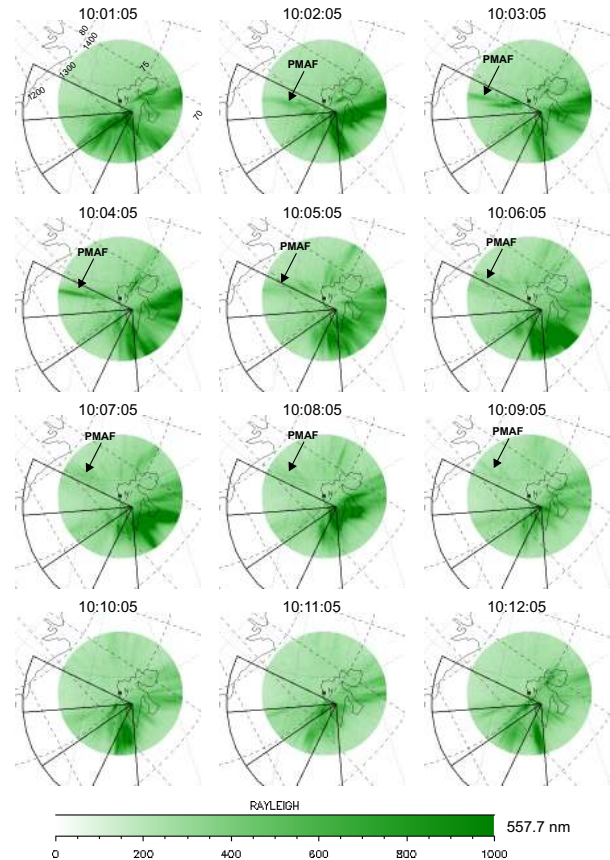 10:01:05 10:02:05 10:03:05
80
1400
1300
1200
75
70
PMAF
PMAF
10:04:05 10:05:05 10:06:05
PMAF
PMAF
PMAF
10:07:05 10:08:05 10:09:05
PMAF
PMAF
PMAF
10:10:05 10:11:05 10:12:05
RAYLEIGH
557.7 nm
0 200 400 600 800 1000